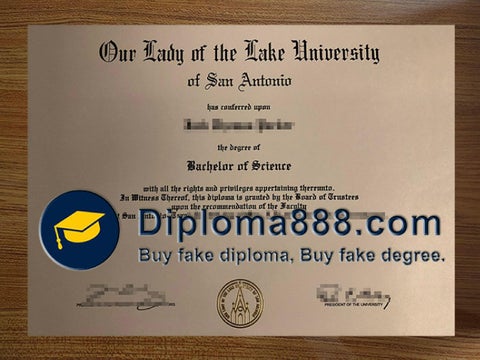 Our Lady of the Lake University
of San Antonio
has conferred upon
the degree of
Bachelor of Science
with all the rights and privileges appertaining thereunto.
In Witness Thereof, this diploma is granted by the Board of Trustees
upon the recommendation of the Faculty
Diploma888.com
Buy fake diploma, Buy fake degree.
PRESIDENT OF THE UNIVERSITY